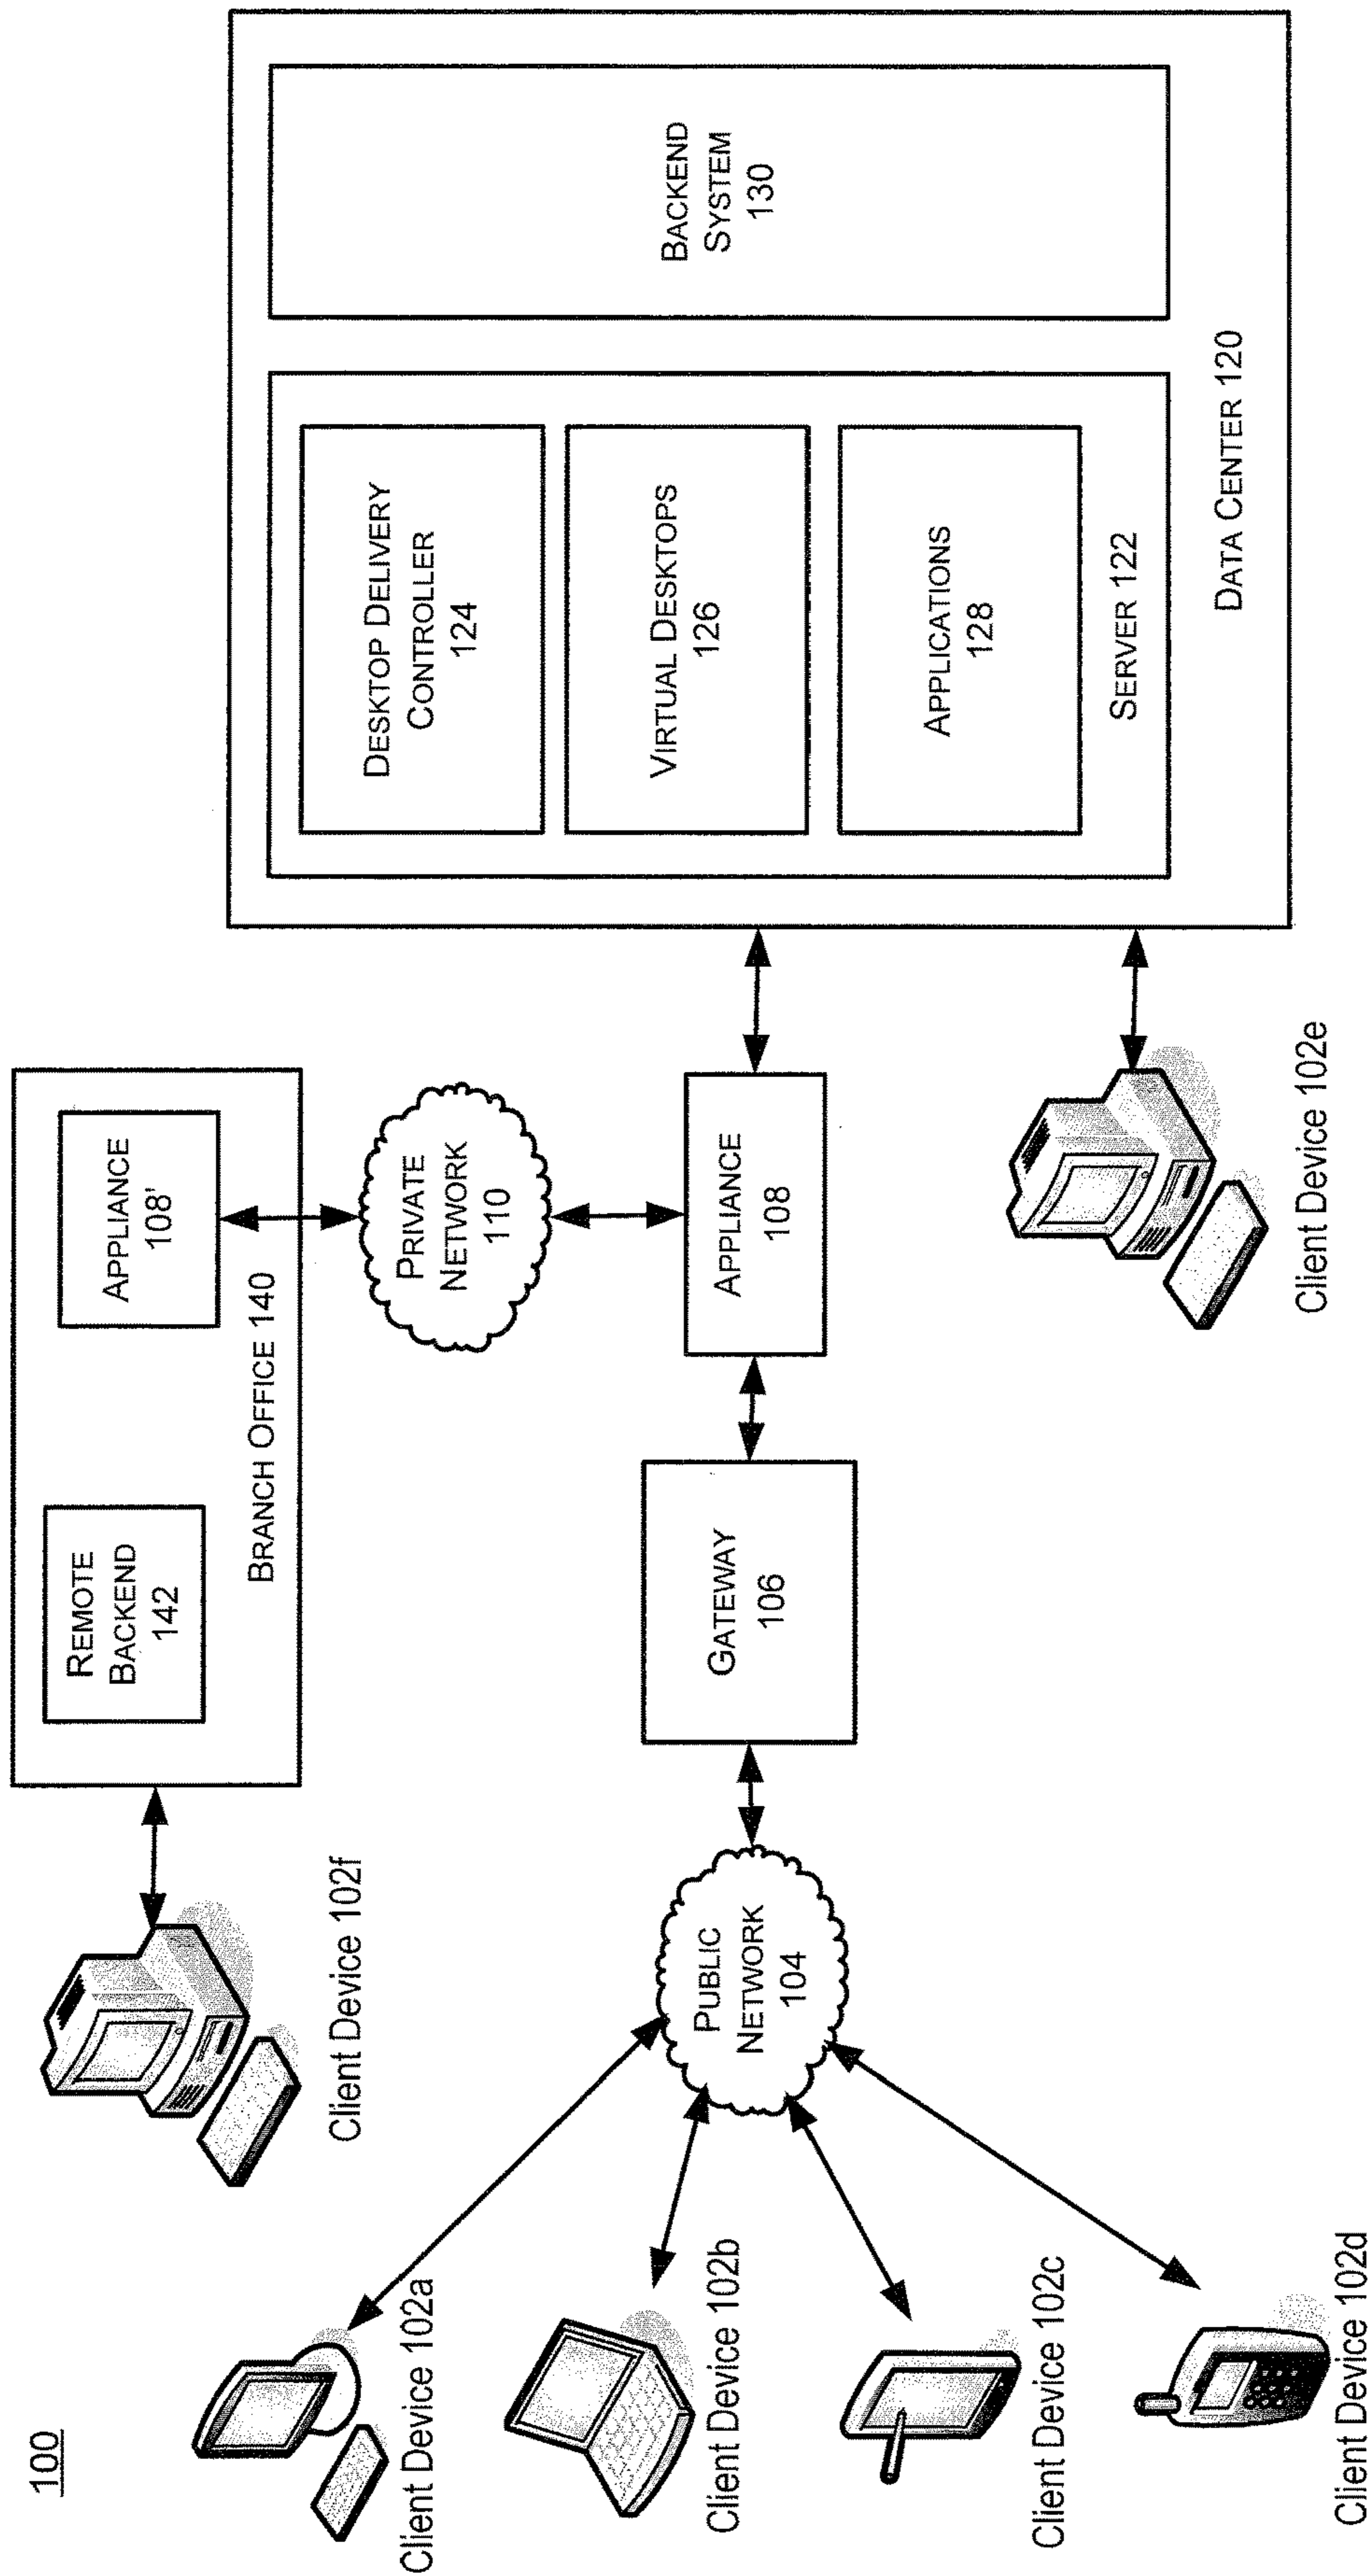 100
REMOTE
BACKEND
142
APPLIANCE
108'
BRANCH OFFICE 140
Client Device 102f
PRIVATE
NETWORK
110
Client Device 102a
Client Device 102b
Client Device 102c
Client Device 102d
PUBLIC
NETWORK
104
GATEWAY
106
APPLIANCE
108
Client Device 102e
DESKTOP DELIVERY
CONTROLLER
124
VIRTUAL DESKTOPS
126
APPLICATIONS
128
SERVER 122
BACKEND
SYSTEM
130
DATA CENTER 120